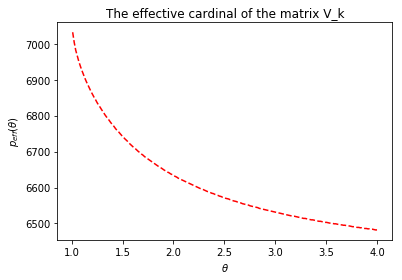 The effective cardinal of the matrix V_k
7000
6900
6800
6700
6600
6500
p_eff(θ)
1.0 1.5 2.0 2.5 3.0 3.5 4.0
θ